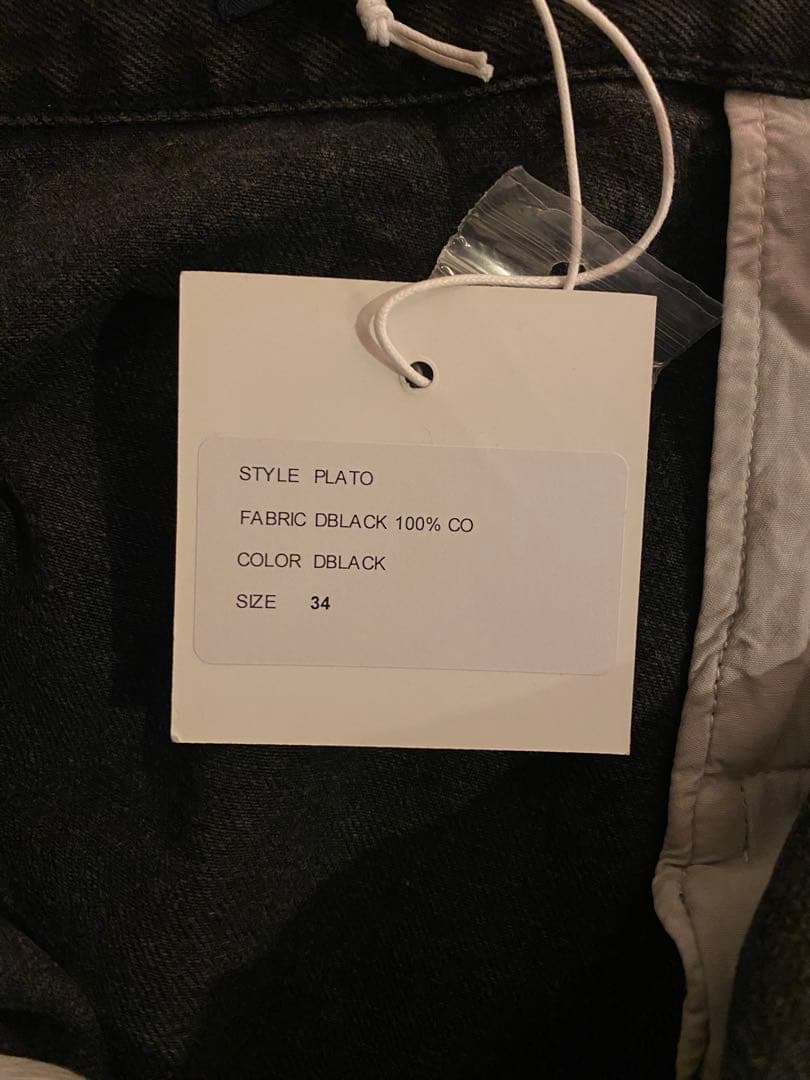 STYLE PLATO
FABRIC DBLACK 100% CO
COLOR DBLACK
SIZE 34